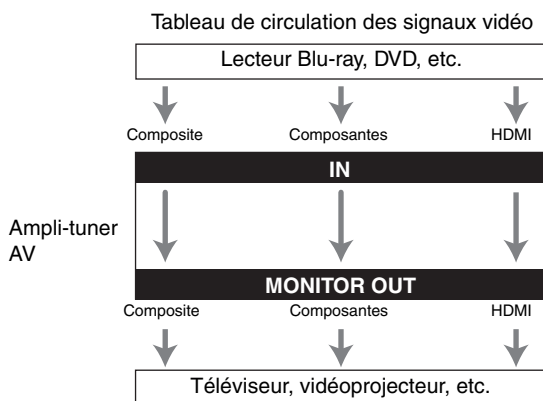 Tableau de circulation des signaux vidéo
Lecteur Blu-ray, DVD, etc.
Composite Composantes HDMI
IN
Ampli-tuner
AV
MONITOR OUT
Composite Composantes HDMI
Téléviseur, vidéoprojecteur, etc.